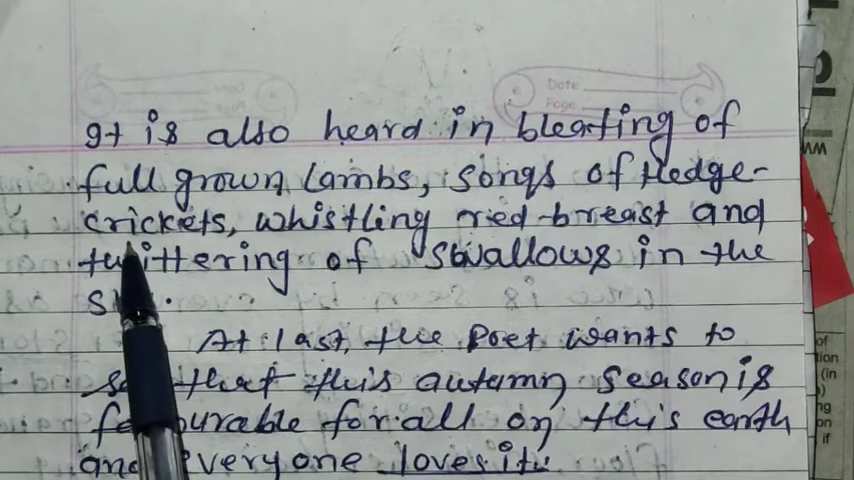 It is also heard in bleating of
full grown lambs, songs of Hedge-
crickets, whistling red-breast and
twittering of swallows in the
At last, the Poet wants to
that this autumn season is
for all on this earth
everyone loves it.
Date
Page